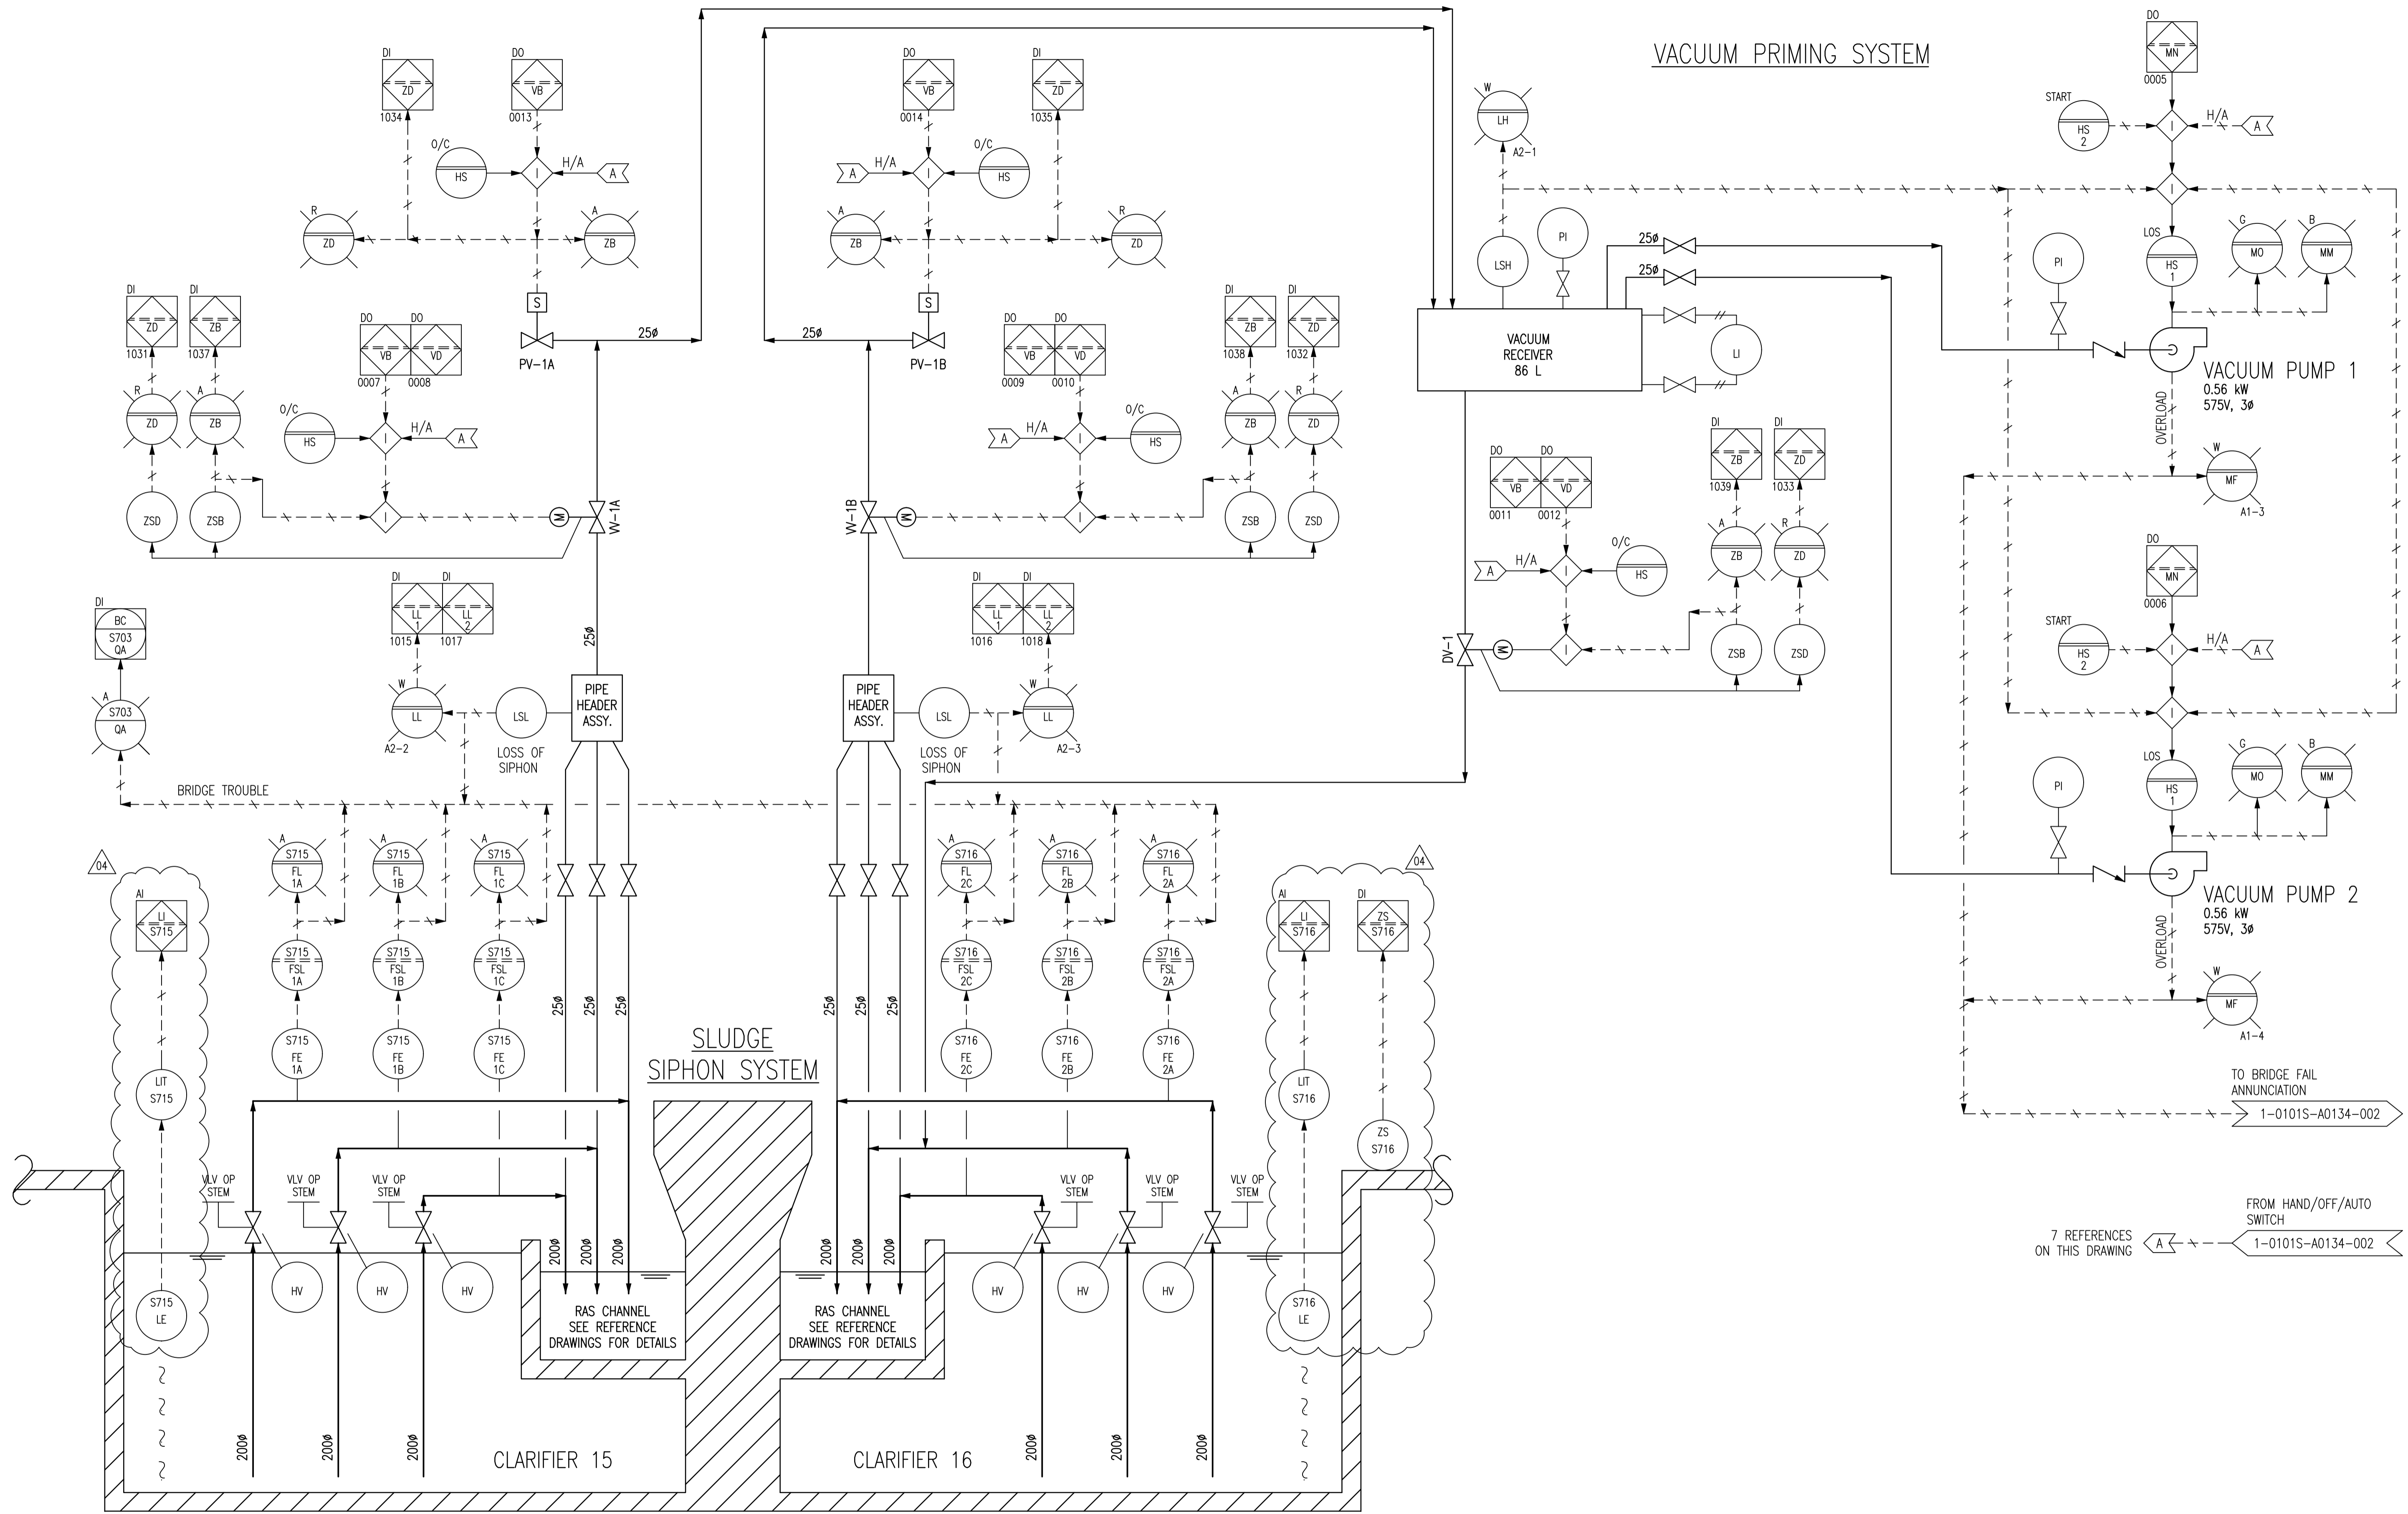 VACUUM PRIMING SYSTEM
DI
ZD
1034
DO
VB
0013
O/C
HS
H/A
A
R
ZD
A
ZB
S
PV-1A
25ø
DO
VB
0014
DI
ZD
1035
A
H/A
O/C
HS
A
ZB
R
ZD
S
PV-1B
25ø
DI
ZD
1031
DI
ZB
1037
R
ZD
A
ZB
ZSD
ZSB
DO DO
VB VD
0007 0008
O/C
HS
H/A
A
I
I
M
VV-1A
DO DO
VB VD
0009 0010
A
H/A
O/C
HS
I
I
M
VV-1B
DI
ZB
1038
DI
ZD
1032
A
ZB
R
ZD
ZSB
ZSD
W
LH
A2-1
LSH
PI
25ø
25ø
VACUUM
RECEIVER
86 L
LI
DO
MN
0005
START
HS
2
I
H/A
A
I
LOS
HS
1
G
MO
B
MM
PI
VACUUM PUMP 1
0.56 kW
575V, 3ø
OVERLOAD
W
MF
A1-3
DO DO
VB VD
0011 0012
A
H/A
O/C
HS
I
I
M
DV-1
DI
ZB
1039
DI
ZD
1033
A
ZB
R
ZD
ZSB
ZSD
DO
MN
0006
START
HS
2
I
H/A
A
I
LOS
HS
1
G
MO
B
MM
PI
VACUUM PUMP 2
0.56 kW
575V, 3ø
OVERLOAD
W
MF
A1-4
DI
BC
S703
QA
A
S703
QA
BRIDGE TROUBLE
DI DI
LL LL
1 2
1015 1017
W
LL
A2-2
LSL
LOSS OF
SIPHON
25ø
PIPE
HEADER
ASSY.
DI DI
LL LL
1 2
1016 1018
PIPE
HEADER
ASSY.
LSL
LOSS OF
SIPHON
W
LL
A2-3
04
AI
LI
S715
LIT
S715
S715
LE
A
S715
FL
1A
A
S715
FL
1B
A
S715
FL
1C
S715
FSL
1A
S715
FSL
1B
S715
FSL
1C
S715
FE
1A
S715
FE
1B
S715
FE
1C
25ø 25ø 25ø
SLUDGE
SIPHON SYSTEM
25ø 25ø 25ø
A
S716
FL
2C
A
S716
FL
2B
A
S716
FL
2A
S716
FSL
2C
S716
FSL
2B
S716
FSL
2A
S716
FE
2C
S716
FE
2B
S716
FE
2A
04
AI
LI
S716
DI
ZS
S716
LIT
S716
ZS
S716
S716
LE
VLV OP
STEM
VLV OP
STEM
VLV OP
STEM
HV
HV
HV
200ø 200ø 200ø
RAS CHANNEL
SEE REFERENCE
DRAWINGS FOR DETAILS
200ø 200ø 200ø
RAS CHANNEL
SEE REFERENCE
DRAWINGS FOR DETAILS
VLV OP
STEM
VLV OP
STEM
VLV OP
STEM
HV
HV
HV
200ø 200ø 200ø
CLARIFIER 15
CLARIFIER 16
200ø 200ø 200ø
TO BRIDGE FAIL
ANNUNCIATION
1-0101S-A0134-002
FROM HAND/OFF/AUTO
SWITCH
7 REFERENCES
ON THIS DRAWING
A
1-0101S-A0134-002